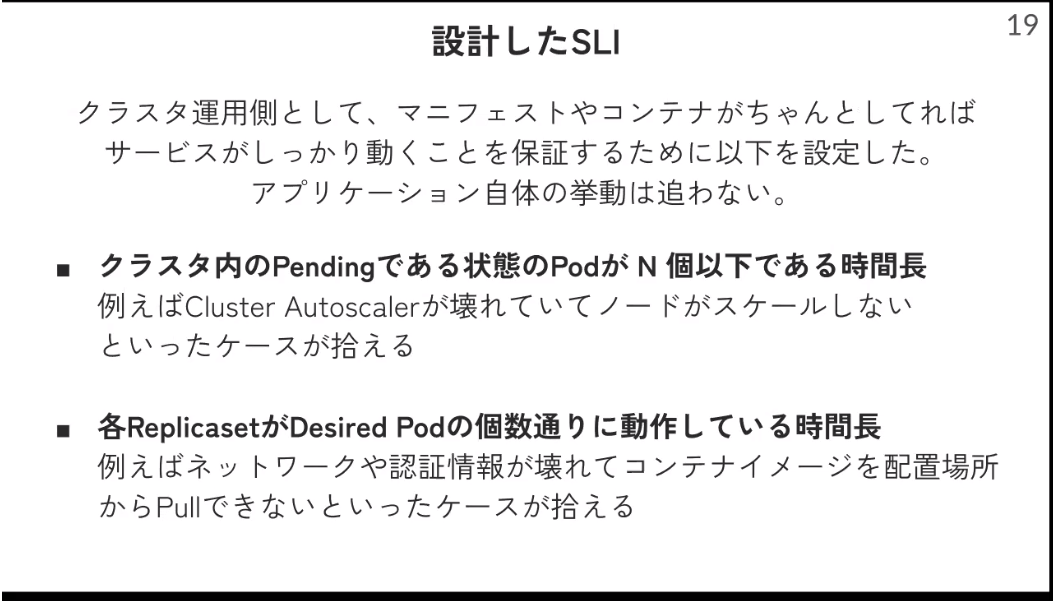 19
設計したSLI
クラスタ運用側として、マニフェストやコンテナがちゃんとしてれば
サービスがしっかり動くことを保証するために以下を設定した。
アプリケーション自体の挙動は追わない。
■ クラスタ内のPendingである状態のPodが N 個以下である時間長
例えばCluster Autoscalerが壊れていてノードがスケールしない
といったケースが拾える
■ 各ReplicasetがDesired Podの個数通りに動作している時間長
例えばネットワークや認証情報が壊れてコンテナイメージを配置場所
からPullできないといったケースが拾える